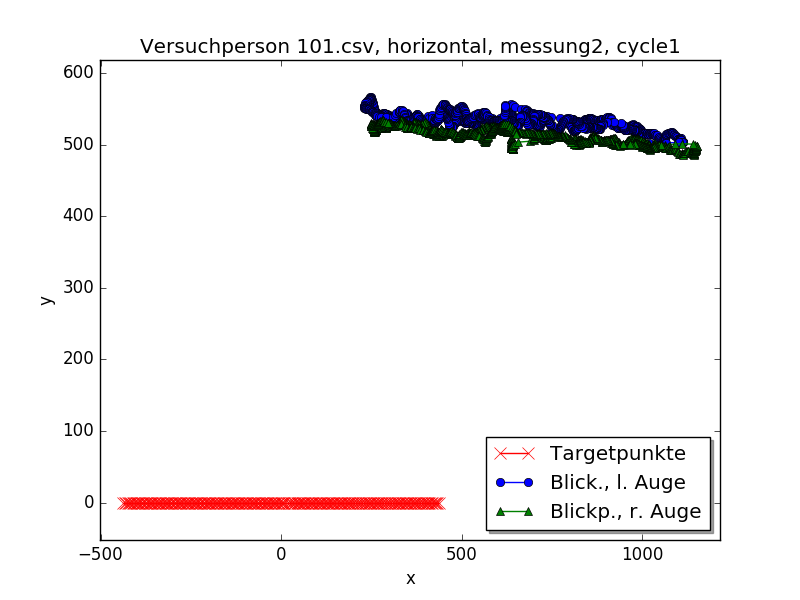 Versuchperson 101.csv, horizontal, messung2, cycle1
600
500
400
300
200
100
0
y
−500
0
500
1000
x
Targetpunkte
Blick., l. Auge
Blickp., r. Auge